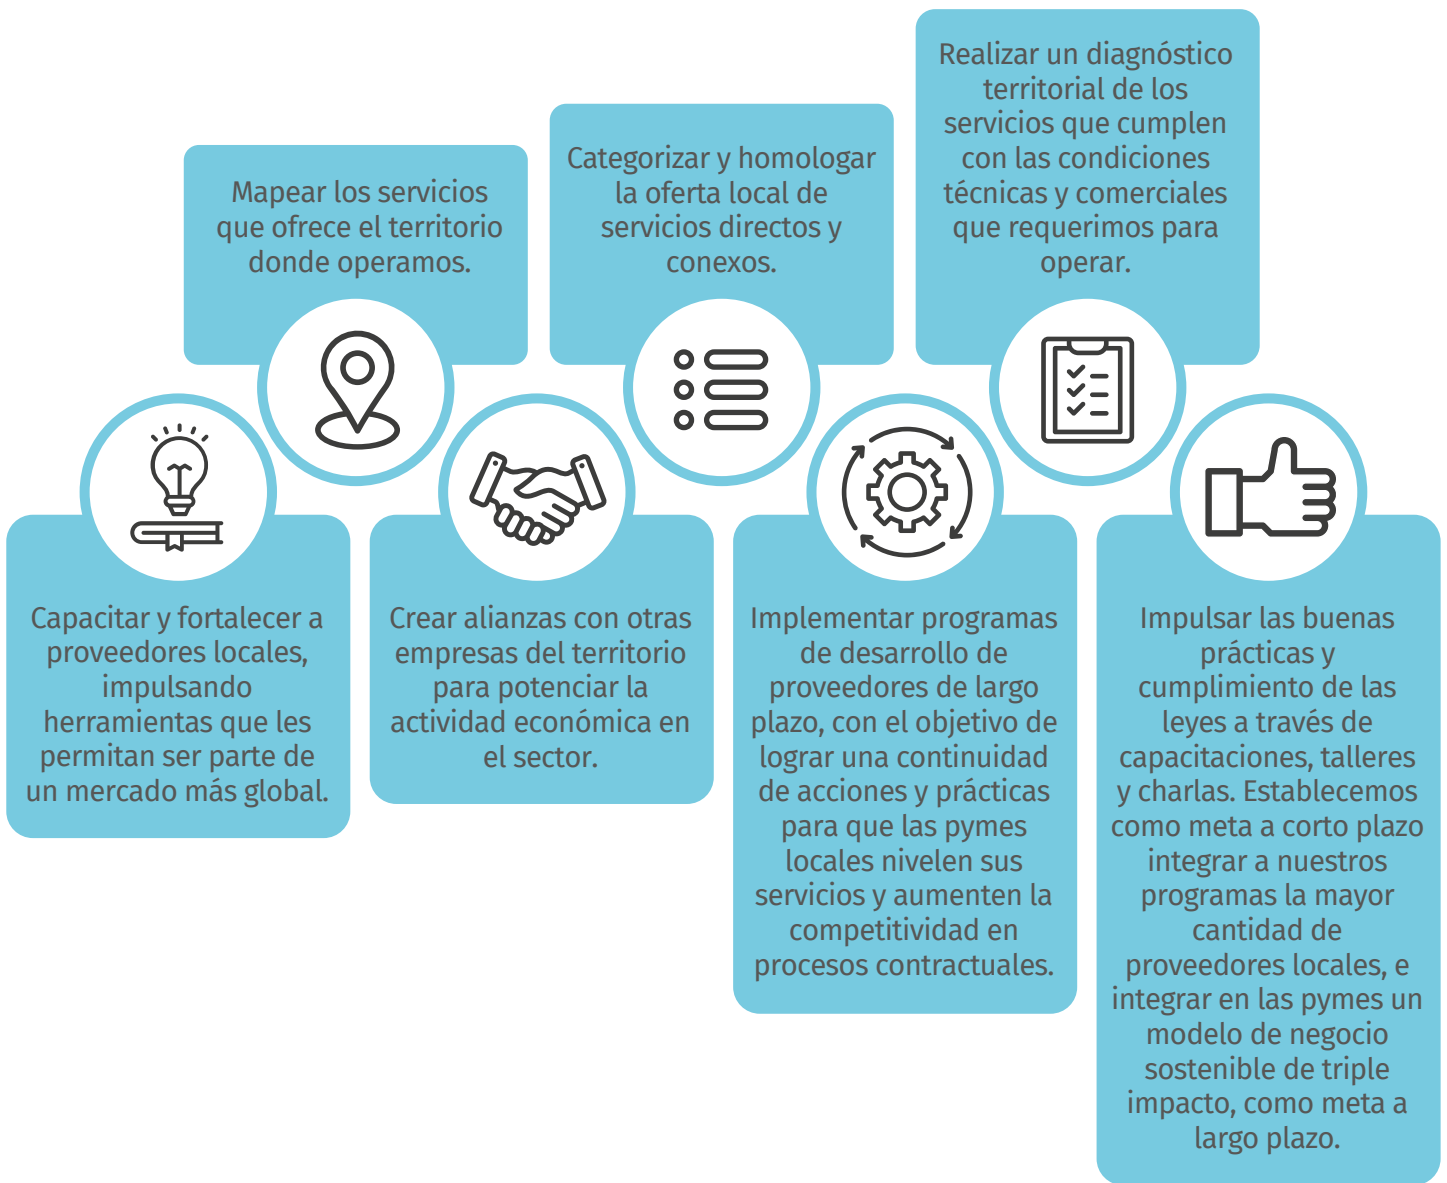 Realizar un diagnóstico
territorial de los
servicios que cumplen
con las condiciones
técnicas y comerciales
que requerimos para
operar.
Categorizar y homologar
la oferta local de
servicios directos y
conexos.
Mapear los servicios
que ofrece el territorio
donde operamos.
Capacitar y fortalecer a
proveedores locales,
impulsando
herramientas que les
permitan ser parte de
un mercado más global.
Crear alianzas con otras
empresas del territorio
para potenciar la
actividad económica en
el sector.
Implementar programas
de desarrollo de
proveedores de largo
plazo, con el objetivo de
lograr una continuidad
de acciones y prácticas
para que las pymes
locales nivelen sus
servicios y aumenten la
competitividad en
procesos contractuales.
Impulsar las buenas
prácticas y
cumplimiento de las
leyes a través de
capacitaciones, talleres
y charlas. Establecemos
como meta a corto plazo
integrar a nuestros
programas la mayor
cantidad de
proveedores locales, e
integrar en las pymes un
modelo de negocio
sostenible de triple
impacto, como meta a
largo plazo.